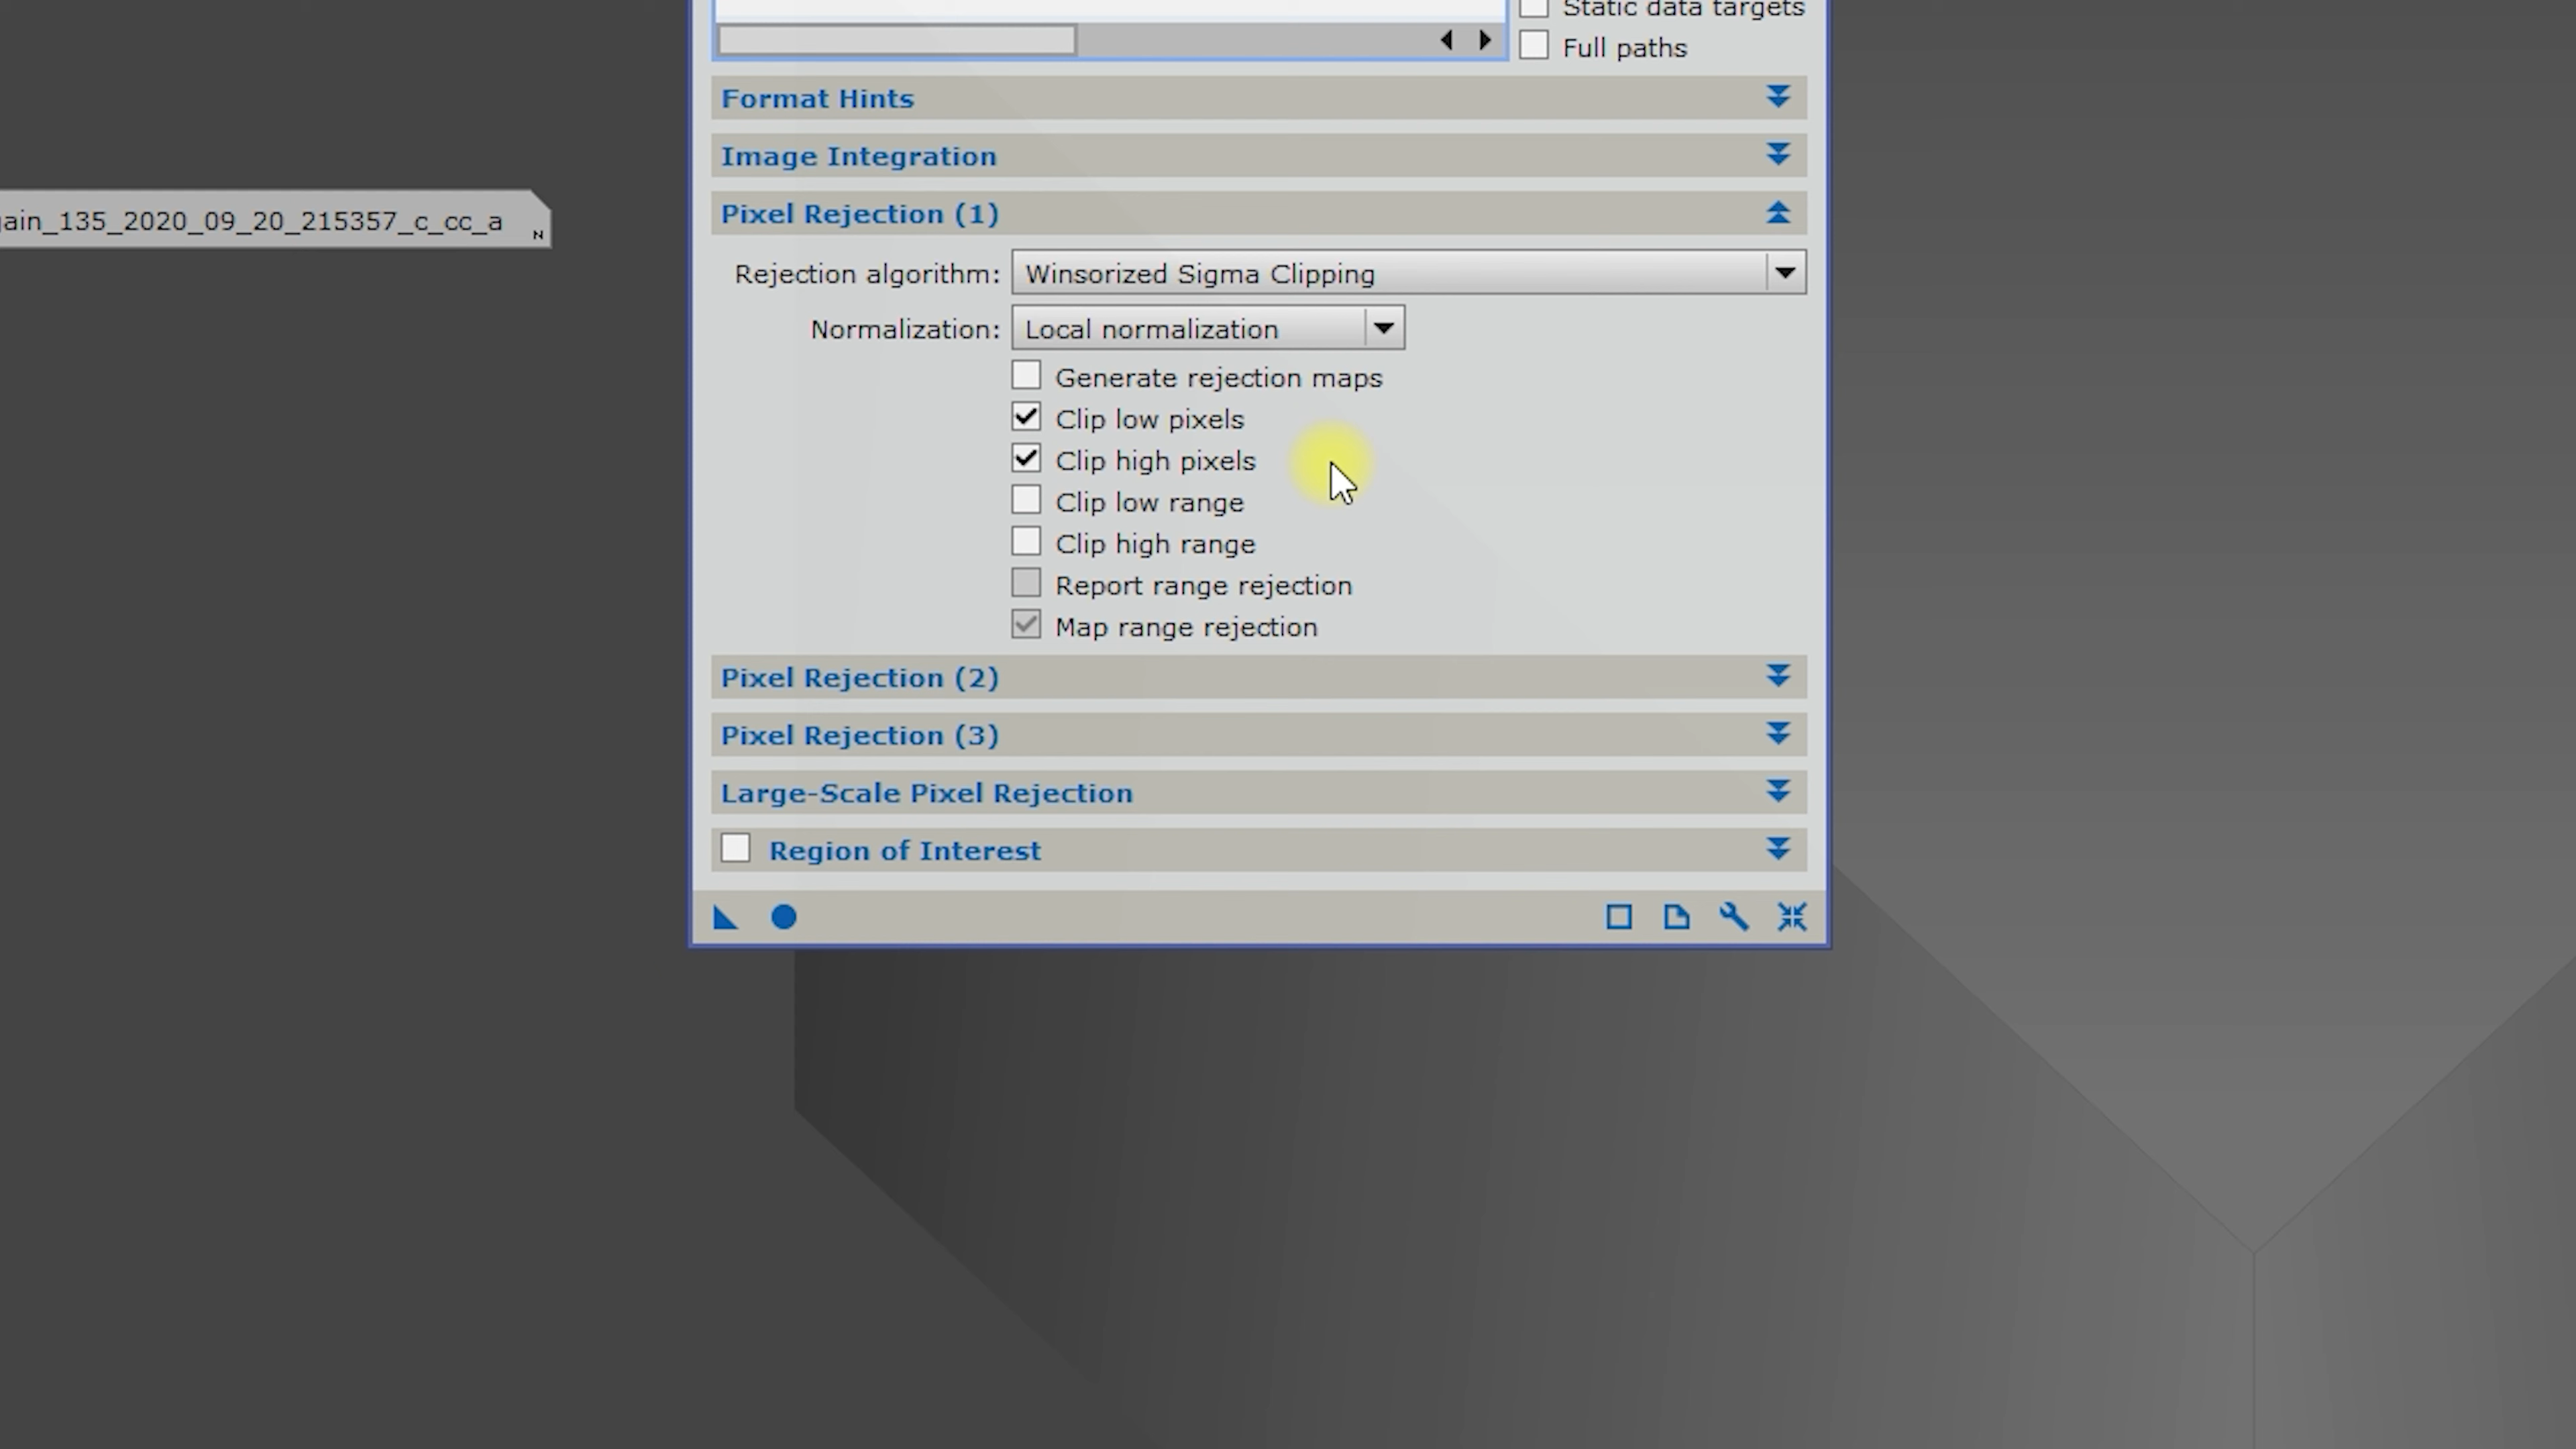 Static data targets
Full paths
Format Hints
Image Integration
ain_135_2020_09_20_215357_c_cc_a
N
Pixel Rejection (1)
Rejection algorithm: Winsorized Sigma Clipping
Normalization: Local normalization
Generate rejection maps
Clip low pixels
Clip high pixels
Clip low range
Clip high range
Report range rejection
Map range rejection
Pixel Rejection (2)
Pixel Rejection (3)
Large-Scale Pixel Rejection
Region of Interest